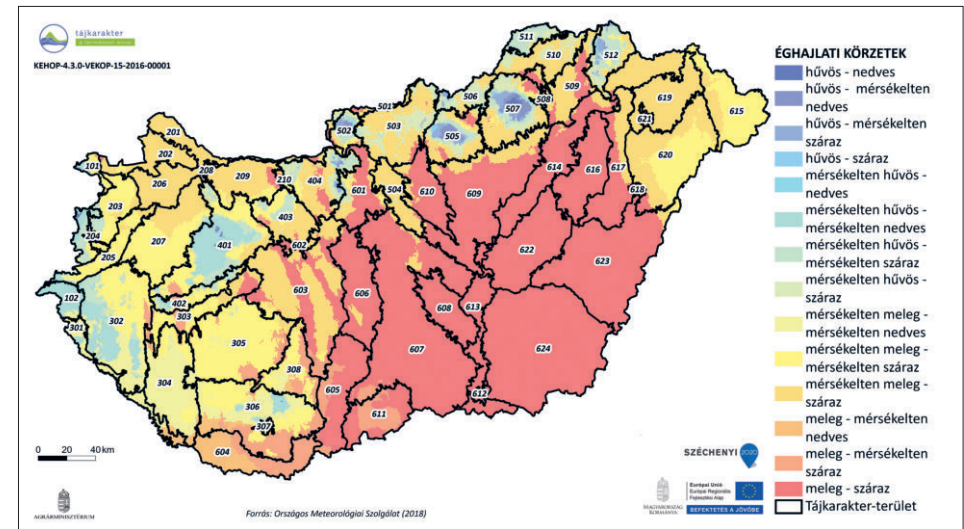 tájkarakter
KEHOP-4.3.0-VEKOP-15-2016-00001
ÉGHAJLATI KÖRZETEK
hűvös - nedves
hűvös - mérsékelten
nedves
hűvös - mérsékelten
száraz
hűvös - száraz
mérsékelten hűvös -
nedves
mérsékelten hűvös -
mérsékelten nedves
mérsékelten hűvös -
mérsékelten száraz
mérsékelten hűvös -
száraz
mérsékelten meleg -
mérsékelten nedves
mérsékelten meleg -
mérsékelten száraz
mérsékelten meleg -
száraz
meleg - mérsékelten
nedves
meleg - mérsékelten
száraz
meleg - száraz
Tájkarakter-terület
511
510
512
501
506
509
508
507
619
615
621
502
503
505
620
201
202
101
208
206
209
210
404
504
601
610
609
614
616
617
618
203
403
204
207
401
205
602
622
623
603
606
102
402
303
608
613
301
302
305
607
624
304
308
605
306
612
611
307
604
0 20 40 km
SZÉCHENYI 2020
MAGYARORSZÁG
KORMÁNYA
Európai Unió
Európai Regionális
Fejlesztési Alap
BEFEKTETÉS A JÖVŐBE
AGRÁRMINISZTÉRIUM
Forrás: Országos Meteorológiai Szolgálat (2018)